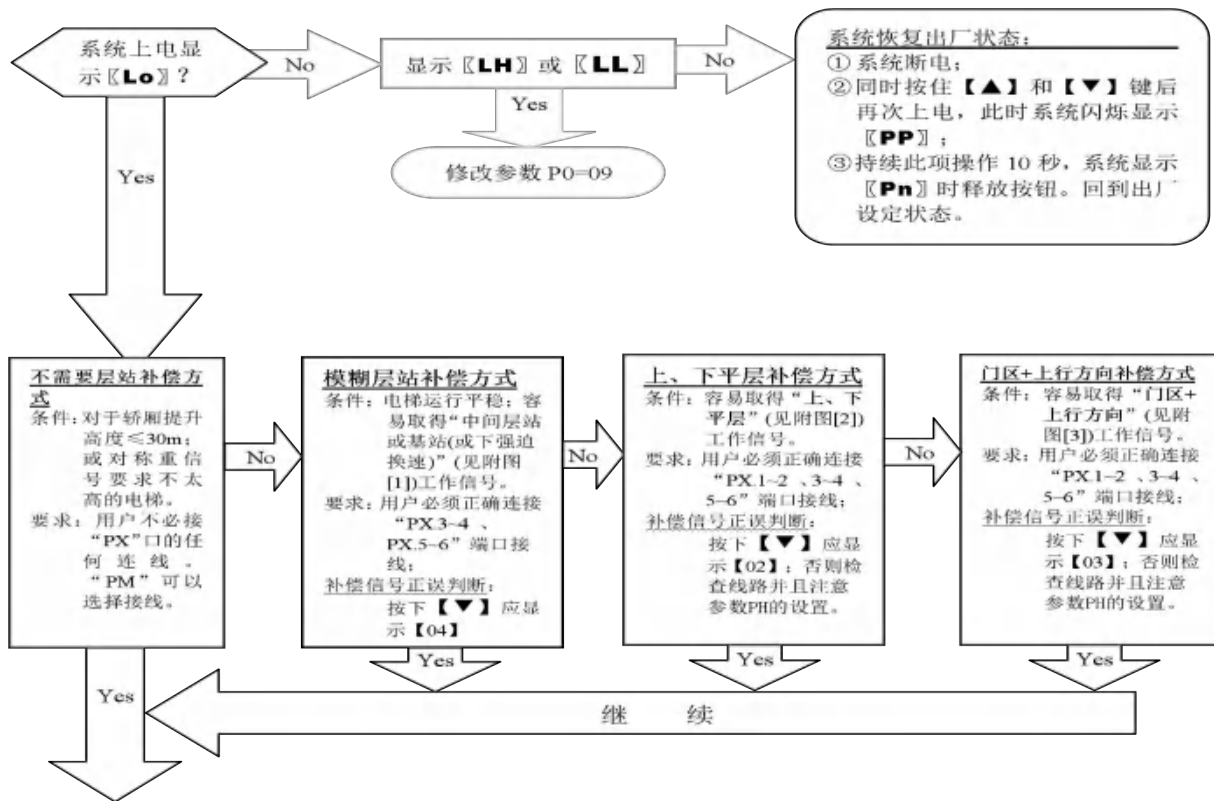 系统上电显
示〖Lo〗?
No
显示〖LH〗或〖LL〗
No
Yes
修改参数 P0=09
系统恢复出厂状态:
①系统断电;
②同时按住【▲】和【▼】键后
再次上电,此时系统闪烁显示
〖PP〗;
③持续此项操作 10 秒,系统显示
〖Pn〗时释放按钮。回到出厂
设定状态。
Yes
不需要层站补偿方
式
条件:对于轿厢提升
高度≤30m;
或对称重信
号要求不太
高的电梯。
要求:用户不必接
“PX”口的任
何连线。
“PM”可以
选择接线。
No
模糊层站补偿方式
条件:电梯运行平稳;容
易取得“中间层站
或基站(或下强迫
换速)”(见附图
[1])工作信号。
要求:用户必须正确连接
“PX.3~4 、
PX.5~6”端口接
线;
补偿信号正误判断:
按下【▼】应显
示【04】
No
上、下平层补偿方式
条件:容易取得“上、下
平层”(见附图[2])
工作信号。
要求:用户必须正确连接
“PX.1~2 、3~4 、
5~6”端口接线;
补偿信号正误判断:
按下【▼】应显
示【02】;否则检
查线路并且注意
参数PH的设置。
No
门区+上行方向补偿方式
条件:容易取得“门区+
上行方向”(见附
图[3])工作信号。
要求:用户必须正确连接
“PX.1~2 、3~4 、
5~6”端口接线;
补偿信号正误判断:
按下【▼】应显
示【03】;否则检
查线路并且注意
参数PH的设置。
Yes
Yes
Yes
Yes
继 续